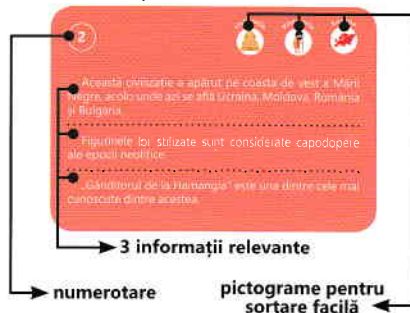 2
Această civilizație a apărut pe coasta de vest a Mării
Negre, acolo unde azi se află Ucraina, Moldova, România
și Bulgaria.
Figurinele lor stilizate sunt considerate capodopere
ale epocii neolitice.
„Gânditorul de la Hamangia” este una dintre cele mai
cunoscute dintre acestea.
3 informații relevante
numerotare
pictograme pentru
sortare facilă